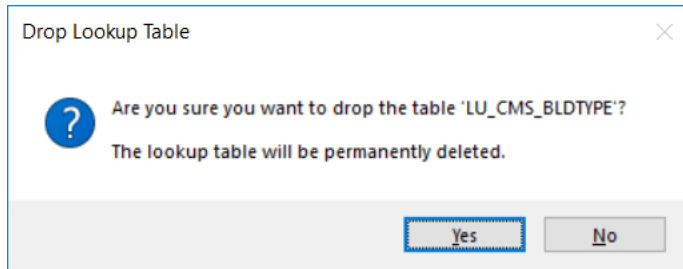 Drop Lookup Table
Are you sure you want to drop the table 'LU_CMS_BLDTYPE'?
The lookup table will be permanently deleted.
Yes
No